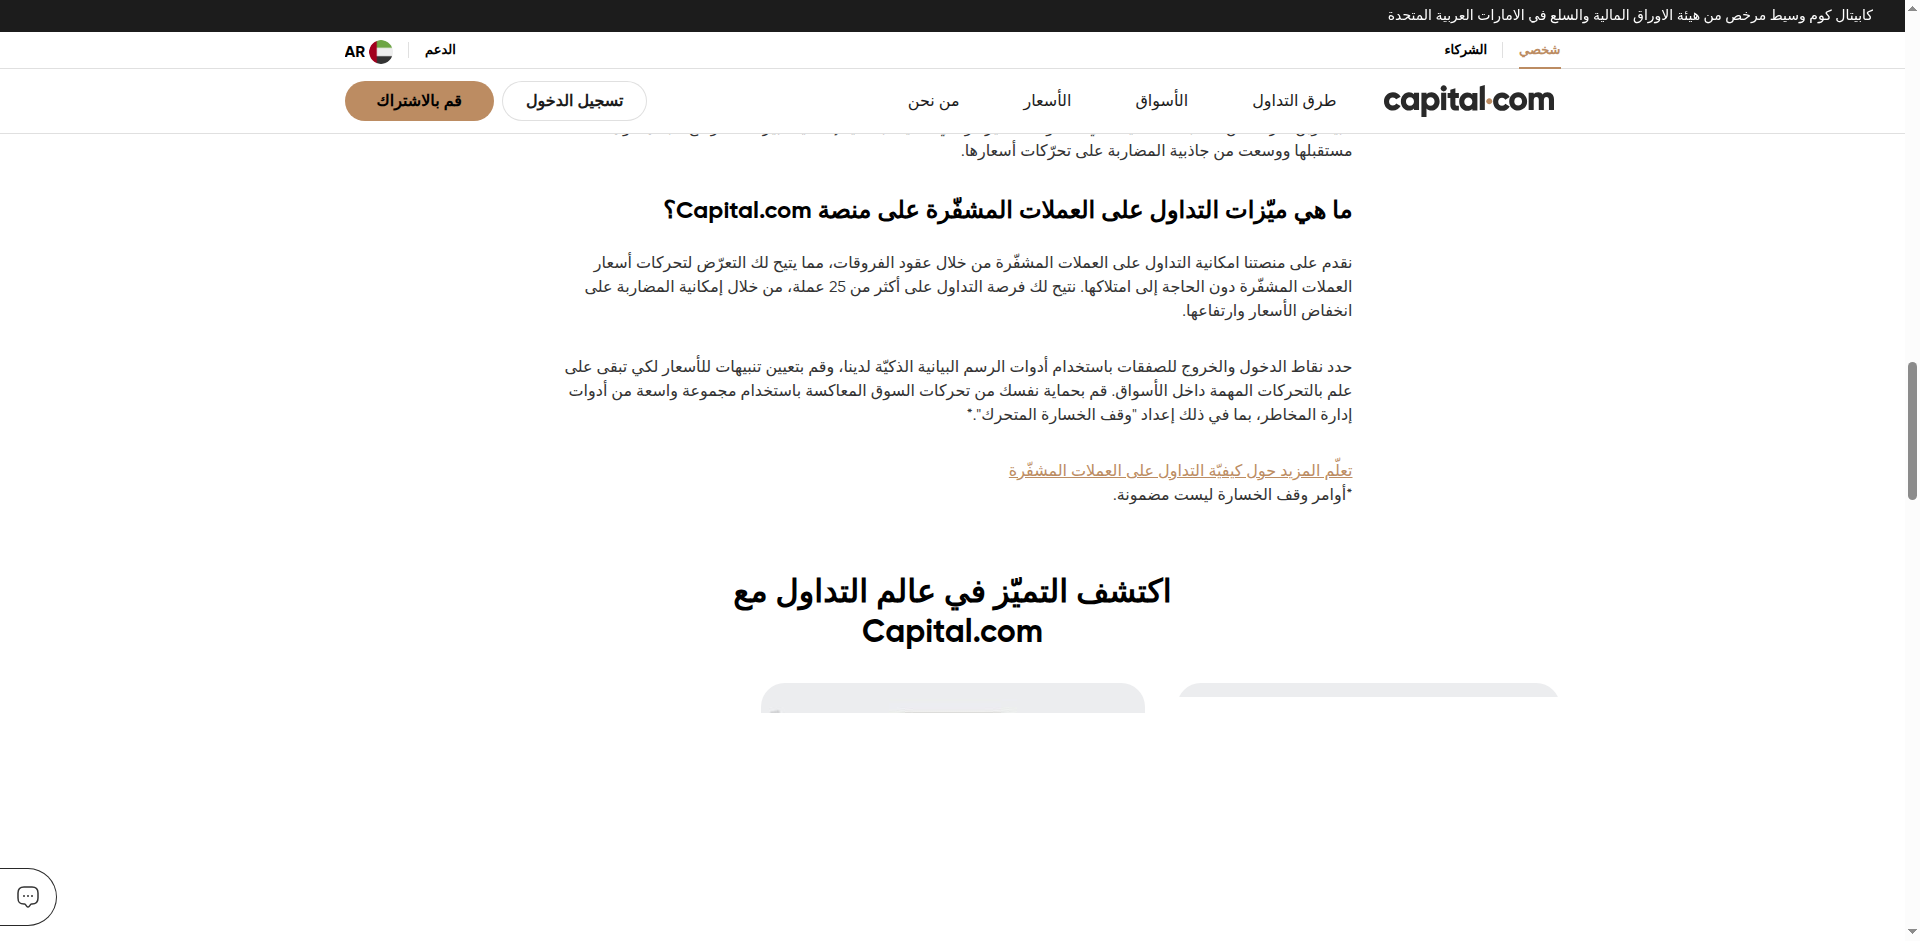 كابيتال كوم وسيط مرخص من هيئة الاوراق المالية والسلع في الامارات العربية المتحدة
شخصي
الشركاء
الدعم
AR
capital.com
طرق التداول
الأسواق
الأسعار
من نحن
تسجيل الدخول
قم بالاشتراك
مستقبلها ووسعت من جاذبية المضاربة على تحرّكات أسعارها.
ما هي ميّزات التداول على العملات المشفّرة على منصة Capital.com؟
نقدم على منصتنا امكانية التداول على العملات المشفّرة من خلال عقود الفروقات، مما يتيح لك التعرّض لتحركات أسعار
العملات المشفّرة دون الحاجة إلى امتلاكها. نتيح لك فرصة التداول على أكثر من 25 عملة، من خلال إمكانية المضاربة على
انخفاض الأسعار وارتفاعها.
حدد نقاط الدخول والخروج للصفقات باستخدام أدوات الرسم البيانية الذكيّة لدينا، وقم بتعيين تنبيهات للأسعار لكي تبقى على
علم بالتحركات المهمة داخل الأسواق. قم بحماية نفسك من تحركات السوق المعاكسة باستخدام مجموعة واسعة من أدوات
إدارة المخاطر، بما في ذلك إعداد "وقف الخسارة المتحرك".*
تعلّم المزيد حول كيفيّة التداول على العملات المشفّرة
*أوامر وقف الخسارة ليست مضمونة.
اكتشف التميّز في عالم التداول مع
Capital.com